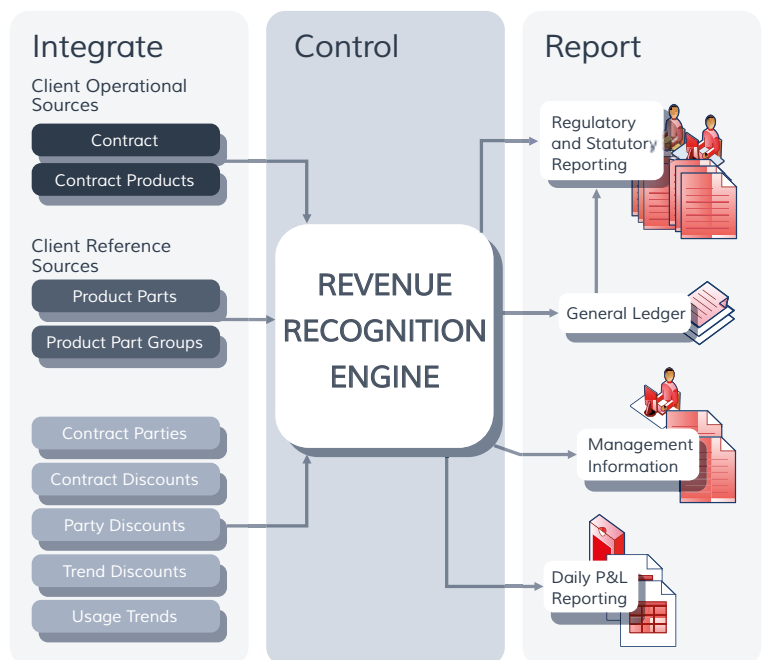 Integrate
Client Operational
Sources
Contract
Contract Products
Client Reference
Sources
Product Parts
Product Part Groups
Contract Parties
Contract Discounts
Party Discounts
Trend Discounts
Usage Trends
Control
REVENUE
RECOGNITION
ENGINE
Report
Regulatory
and Statutory
Reporting
General Ledger
Management
Information
Daily P&L
Reporting